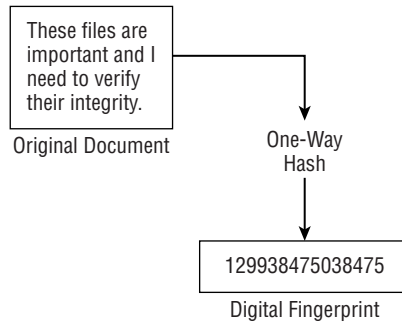 These files are
important and I
need to verify
their integrity.
Original Document
One-Way
Hash
129938475038475
Digital Fingerprint